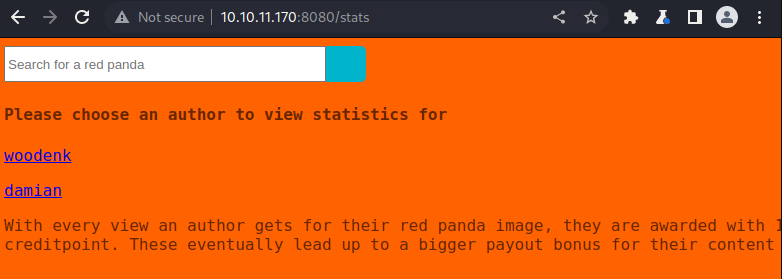 Not secure 10.10.11.170:8080/stats
Search for a red panda
Please choose an author to view statistics for
woodenk
damian
With every view an author gets for their red panda image, they are awarded with 1
creditpoint. These eventually lead up to a bigger payout bonus for their content